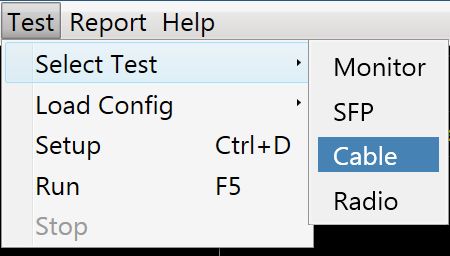 Test Report Help
Select Test
Load Config
Setup Ctrl+D
Run F5
Stop
Monitor
SFP
Cable
Radio